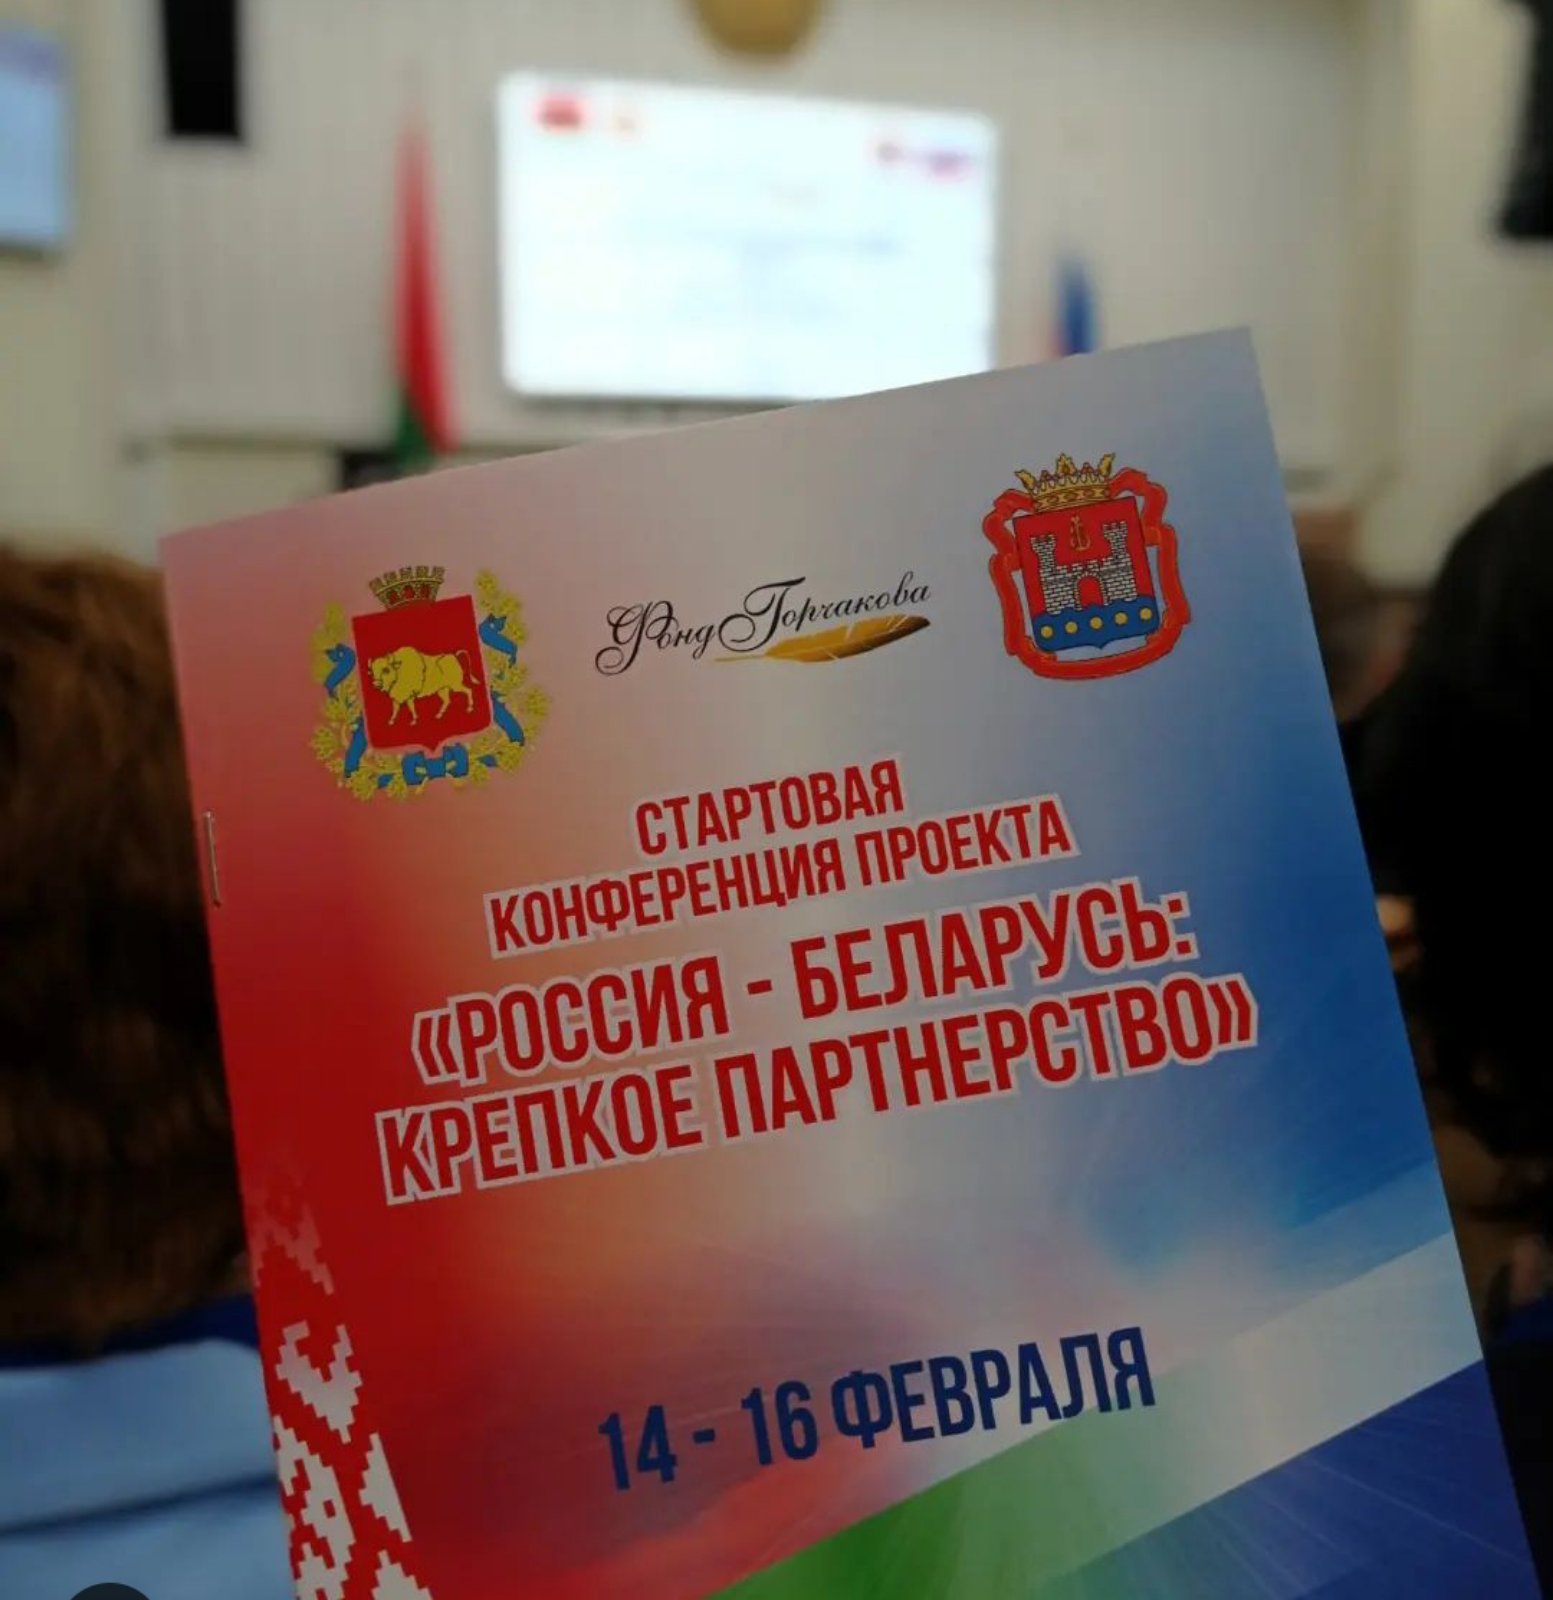 Фонд Горчакова
СТАРТОВАЯ
КОНФЕРЕНЦИЯ ПРОЕКТА
«РОССИЯ - БЕЛАРУСЬ:
КРЕПКОЕ ПАРТНЕРСТВО»
14 - 16 ФЕВРАЛЯ